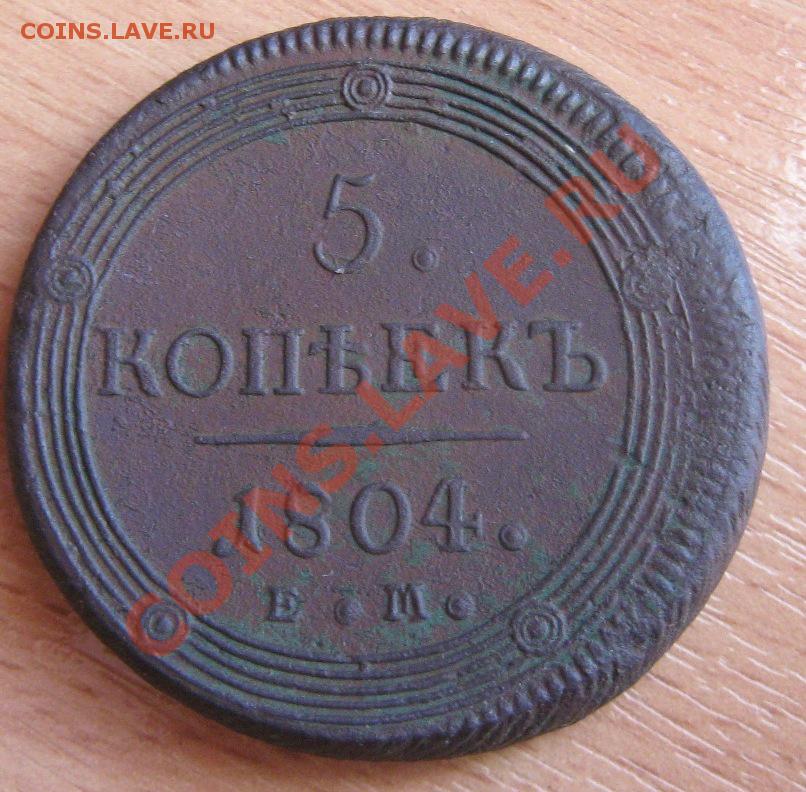 COINS.LAVE.RU
5.
КОПѢЕКЪ
.1804.
Е.М.
COINS.LAVE.RU